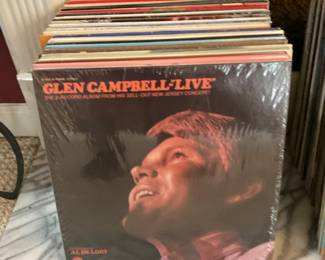 GLEN CAMPBELL-"LIVE"
THE 2-RECORD ALBUM FROM HIS SELL-OUT NEW JERSEY CONCERT
AL DE LORY